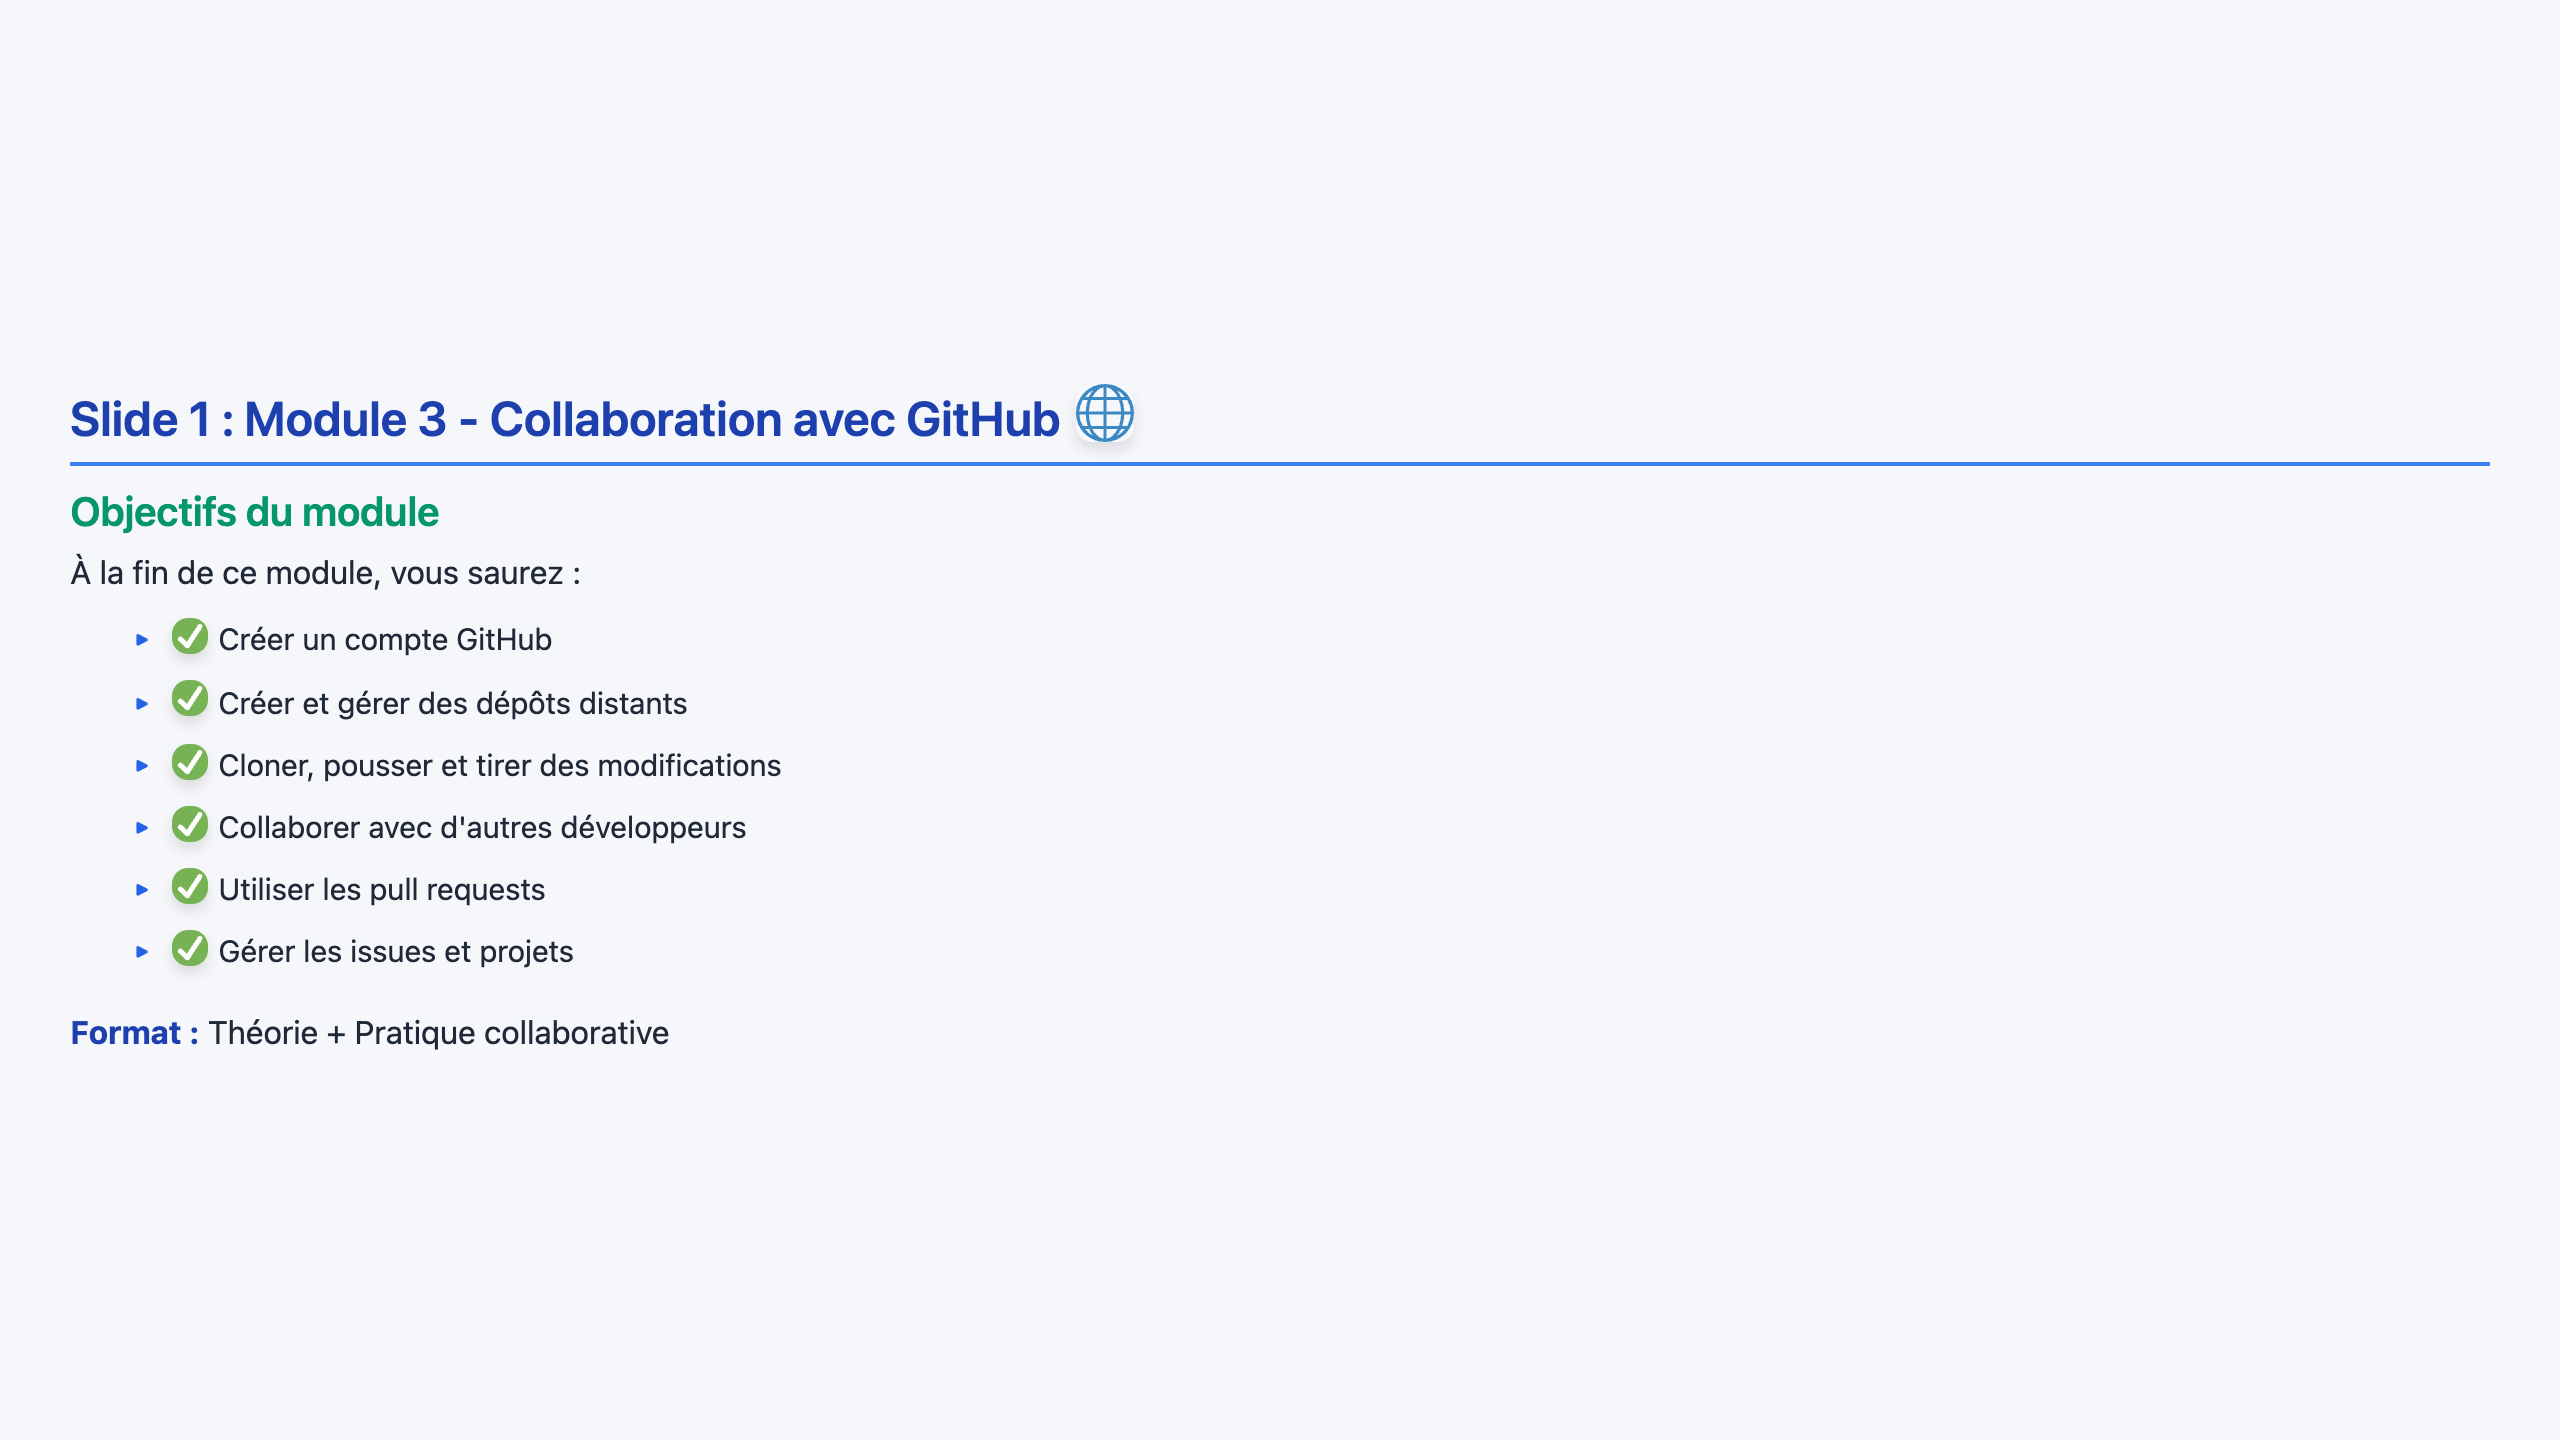 Slide 1 : Module 3 - Collaboration avec GitHub 🌐
Objectifs du module
À la fin de ce module, vous saurez :
▸ ✅ Créer un compte GitHub
▸ ✅ Créer et gérer des dépôts distants
▸ ✅ Cloner, pousser et tirer des modifications
▸ ✅ Collaborer avec d'autres développeurs
▸ ✅ Utiliser les pull requests
▸ ✅ Gérer les issues et projets
Format : Théorie + Pratique collaborative